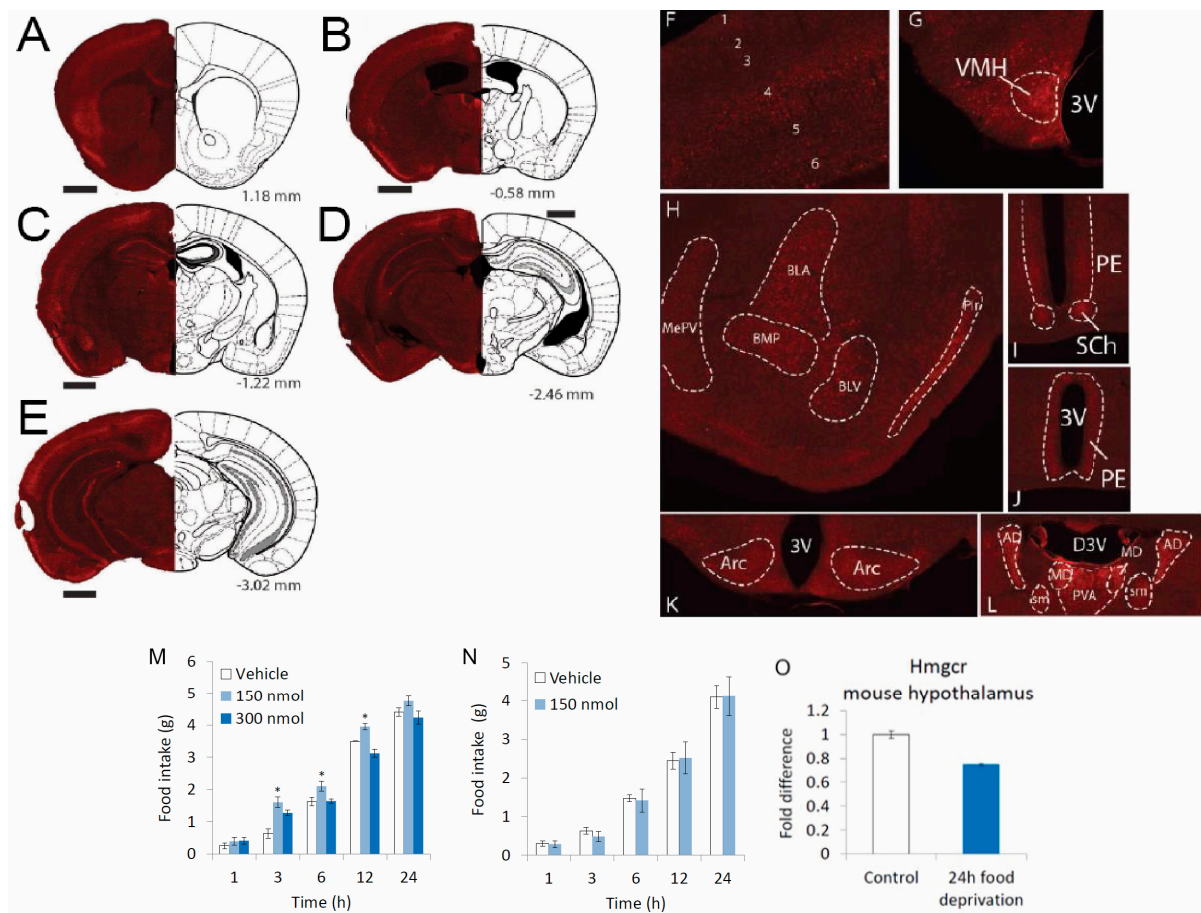 A
1.18 mm
B
-0.58 mm
C
-1.22 mm
D
-2.46 mm
E
-3.02 mm
F
1
2
3
4
5
6
G
VMH
3V
H
MePV
BLA
BMP
BLV
Pir
I
PE
SCh
J
3V
PE
K
3V
Arc
Arc
L
AD
D3V
MD
AD
MD
sm
PVA
sm
M
Vehicle
150 nmol
300 nmol
Food intake (g)
6
5
4
3
2
1
0
1 3 6 12 24
* * *
Time (h)
N
Vehicle
150 nmol
Food intake (g)
5
4
3
2
1
0
1 3 6 12 24
Time (h)
O
Hmgcr
mouse hypothalamus
Fold difference
1.2
1
0.8
0.6
0.4
0.2
0
Control
24h food
deprivation